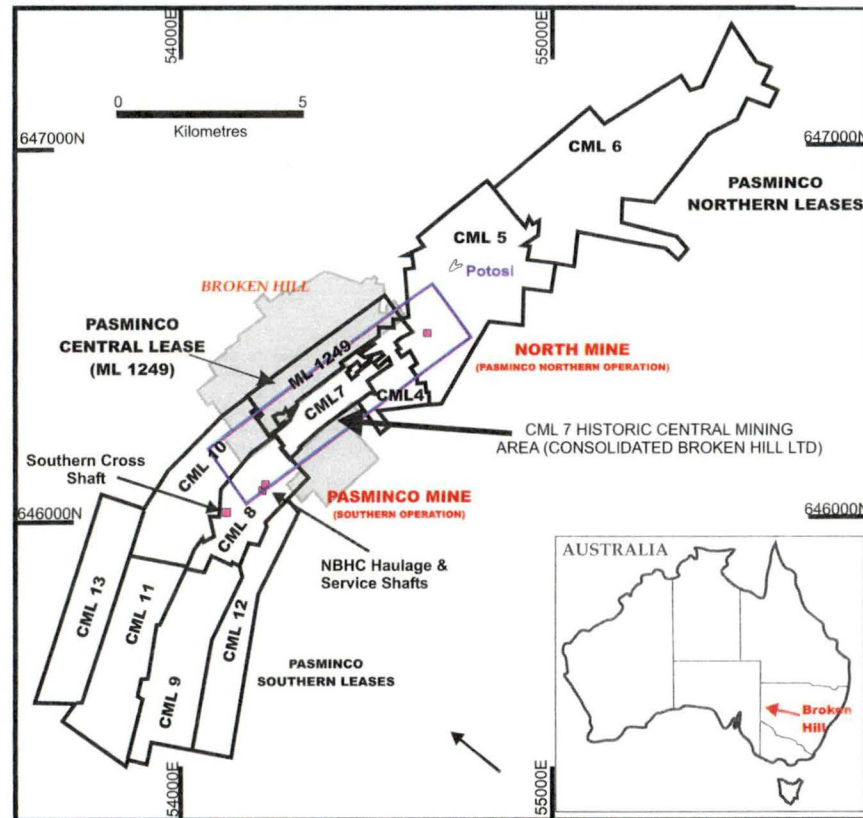 54000E
55000E
0
5
Kilometres
647000N
647000N
CML 6
PASMINCO
NORTHERN LEASES
CML 5
Potosi
BROKEN HILL
PASMINCO
CENTRAL LEASE
(ML 1249)
ML 1249
NORTH MINE
(PASMINCO NORTHERN OPERATION)
CML7
CML4
CML 7 HISTORIC CENTRAL MINING
AREA (CONSOLIDATED BROKEN HILL LTD)
CML 10
Southern Cross
Shaft
PASMINCO MINE
(SOUTHERN OPERATION)
646000N
646000N
CML 8
NBHC Haulage &
Service Shafts
CML 13
CML 11
CML 12
CML 9
PASMINCO
SOUTHERN LEASES
AUSTRALIA
Broken
Hill
54000E
55000E